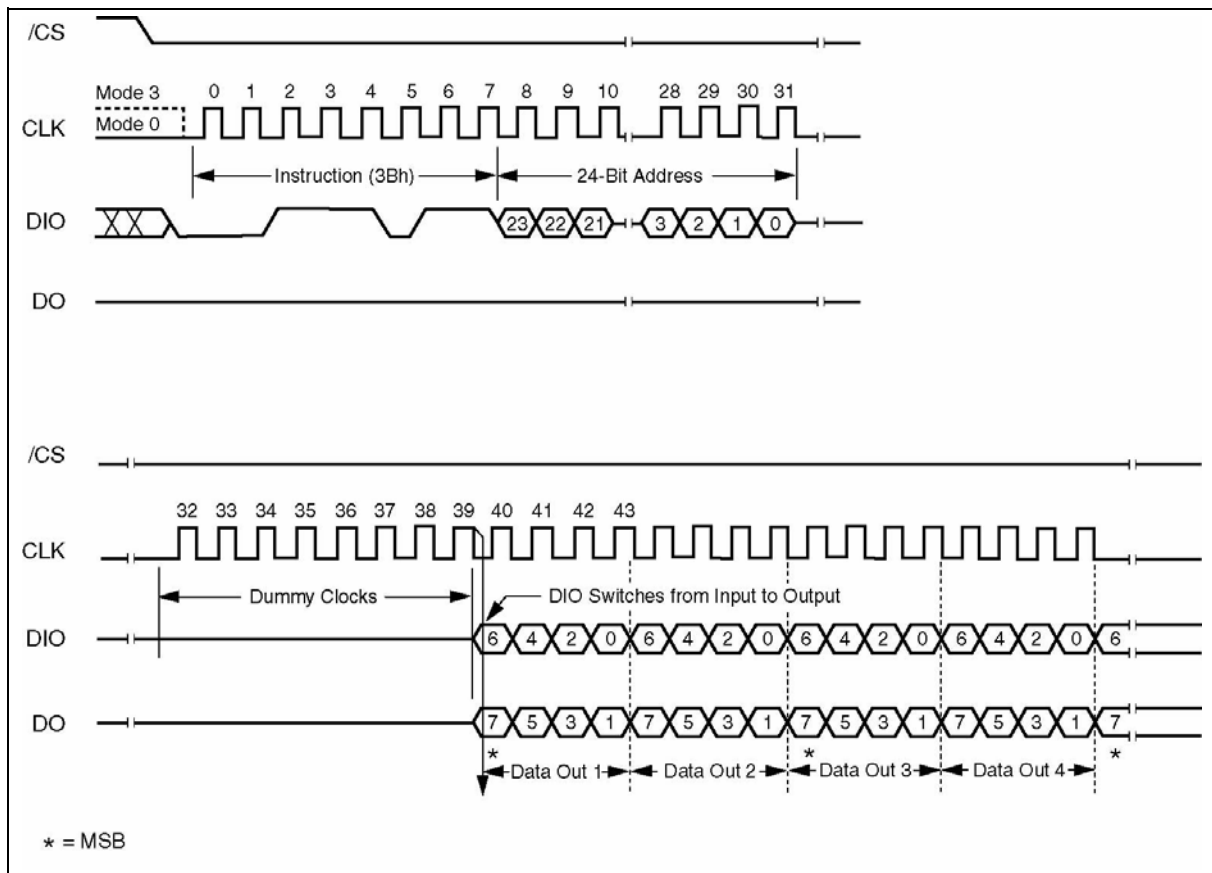 /CS
Mode 3 0 1 2 3 4 5 6 7 8 9 10 28 29 30 31
CLK Mode 0
Instruction (3Bh) 24-Bit Address
DIO 23 22 21 3 2 1 0
DO
/CS
32 33 34 35 36 37 38 39 40 41 42 43
CLK
Dummy Clocks DIO Switches from Input to Output
DIO 6 4 2 0 6 4 2 0 6 4 2 0 6 4 2 0 6
DO 7 5 3 1 7 5 3 1 7 5 3 1 7 5 3 1 7
* * *
Data Out 1 Data Out 2 Data Out 3 Data Out 4
* = MSB